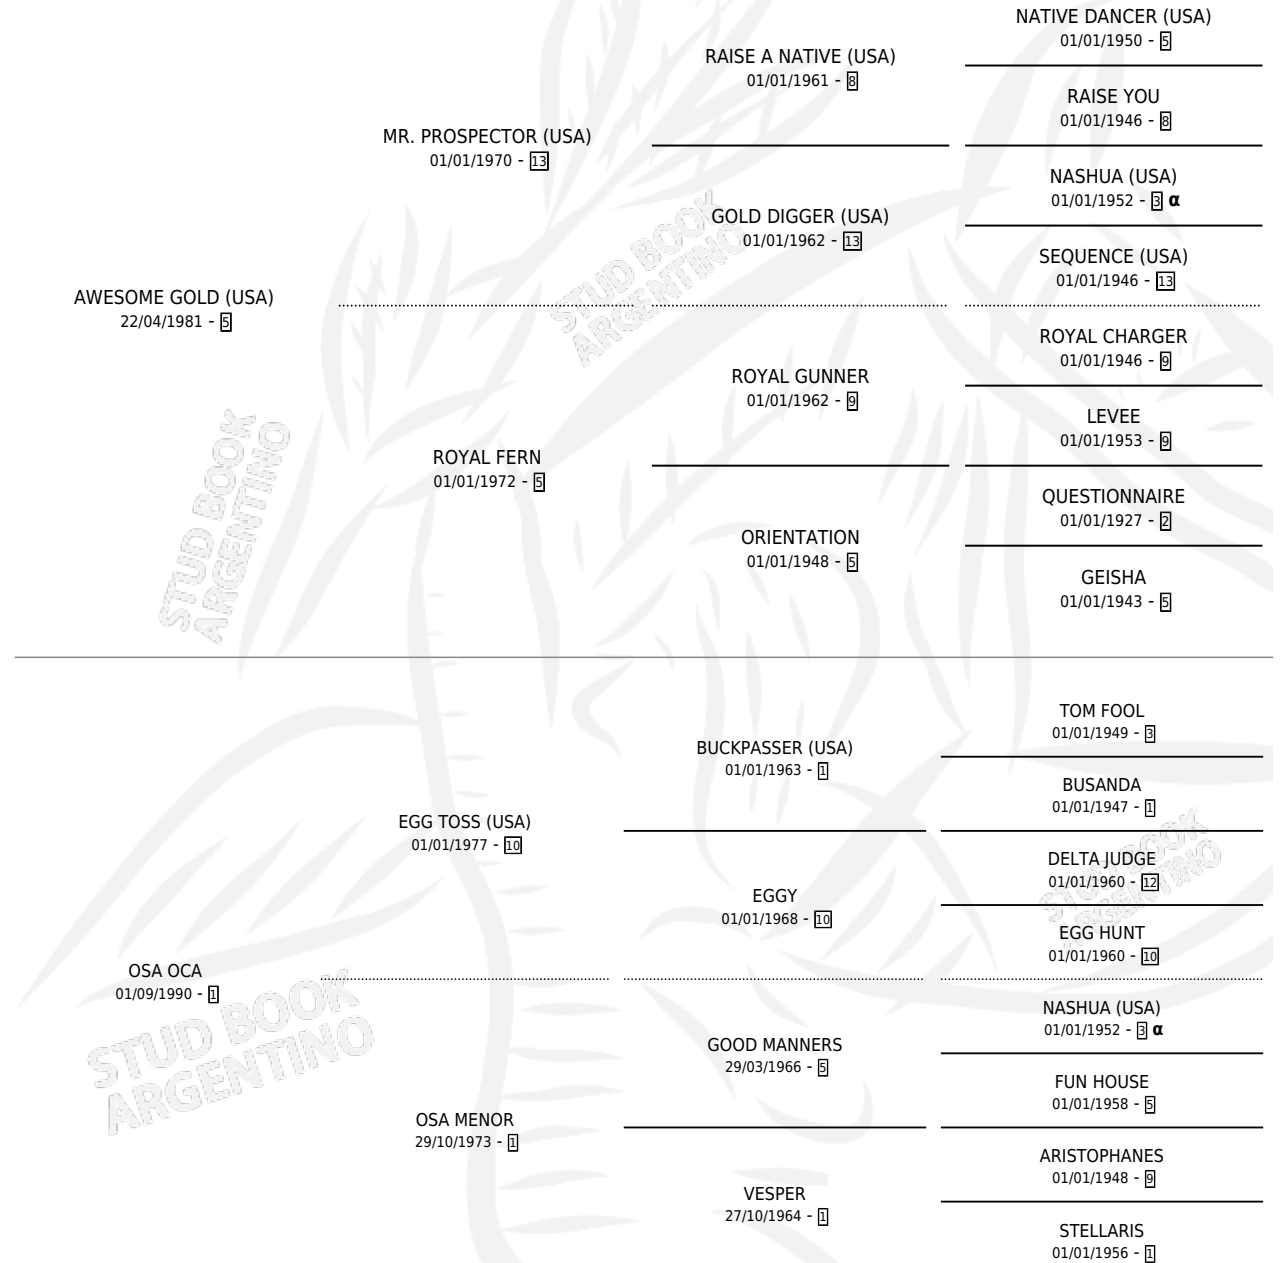 NATIVE DANCER (USA)
01/01/1950 - 5
RAISE A NATIVE (USA)
01/01/1961 - 8
RAISE YOU
01/01/1946 - 8
MR. PROSPECTOR (USA)
01/01/1970 - 13
NASHUA (USA)
01/01/1952 - 3 α
GOLD DIGGER (USA)
01/01/1962 - 13
SEQUENCE (USA)
01/01/1946 - 13
AWESOME GOLD (USA)
22/04/1981 - 5
ROYAL CHARGER
01/01/1946 - 9
ROYAL GUNNER
01/01/1962 - 9
LEVEE
01/01/1953 - 9
ROYAL FERN
01/01/1972 - 5
QUESTIONNAIRE
01/01/1927 - 2
ORIENTATION
01/01/1948 - 5
GEISHA
01/01/1943 - 5
TOM FOOL
01/01/1949 - 3
BUCKPASSER (USA)
01/01/1963 - 1
BUSANDA
01/01/1947 - 1
EGG TOSS (USA)
01/01/1977 - 10
DELTA JUDGE
01/01/1960 - 12
EGGY
01/01/1968 - 10
EGG HUNT
01/01/1960 - 10
OSA OCA
01/09/1990 - 1
NASHUA (USA)
01/01/1952 - 3 α
GOOD MANNERS
29/03/1966 - 5
FUN HOUSE
01/01/1958 - 5
OSA MENOR
29/10/1973 - 1
ARISTOPHANES
01/01/1948 - 9
VESPER
27/10/1964 - 1
STELLARIS
01/01/1956 - 1
STUD BOOK
ARGENTINO
STUD BOOK
ARGENTINO
STUD BOOK
ARGENTINO
STUD BOOK
ARGENTINO